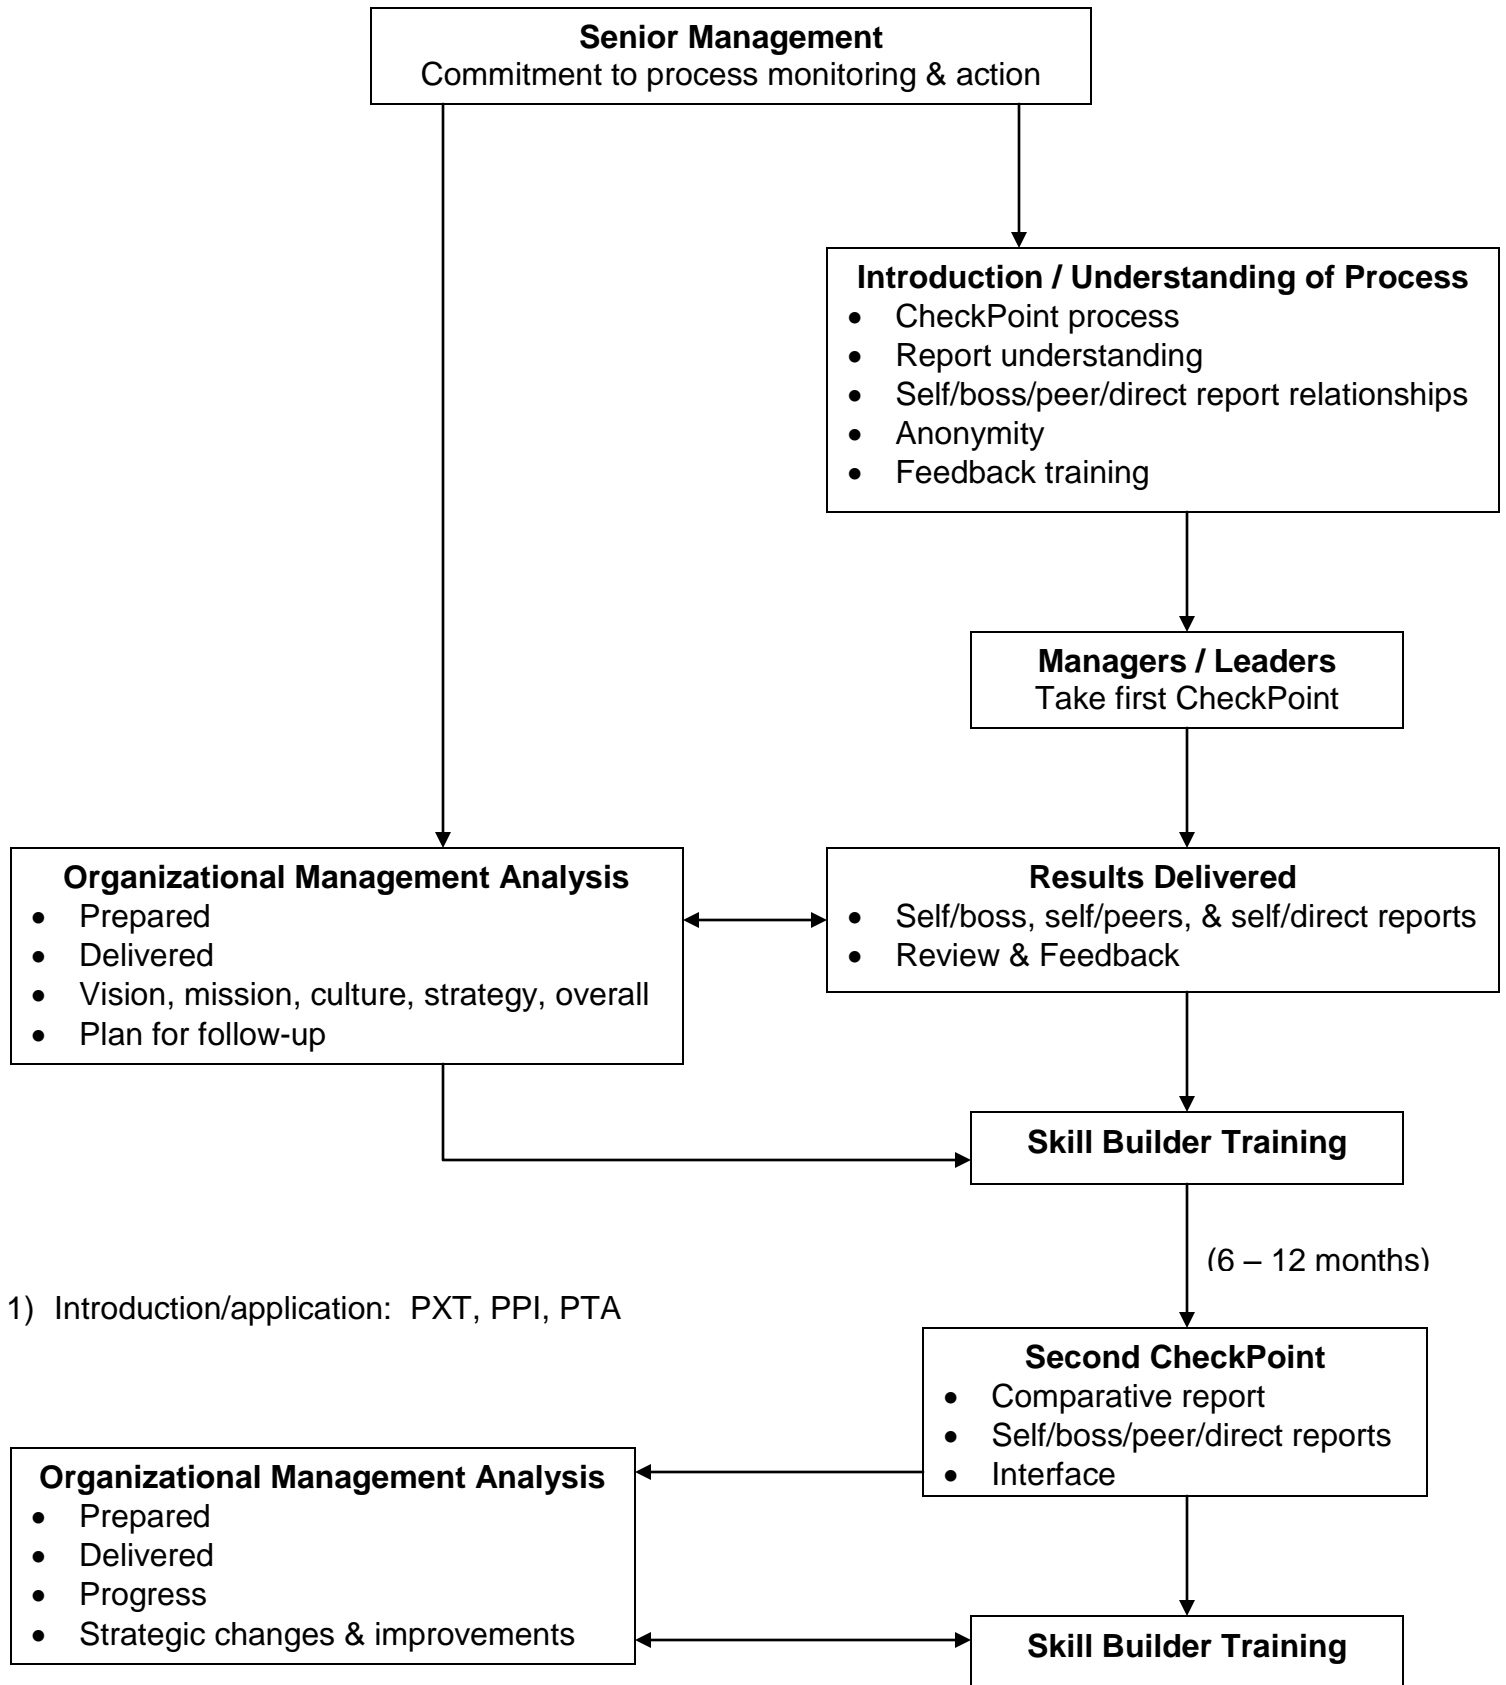 Senior Management
Commitment to process monitoring & action
Introduction / Understanding of Process
• CheckPoint process
• Report understanding
• Self/boss/peer/direct report relationships
• Anonymity
• Feedback training
Managers / Leaders
Take first CheckPoint
Organizational Management Analysis
• Prepared
• Delivered
• Vision, mission, culture, strategy, overall
• Plan for follow-up
Results Delivered
• Self/boss, self/peers, & self/direct reports
• Review & Feedback
Skill Builder Training
(6 – 12 months)
1) Introduction/application: PXT, PPI, PTA
Second CheckPoint
• Comparative report
• Self/boss/peer/direct reports
• Interface
Organizational Management Analysis
• Prepared
• Delivered
• Progress
• Strategic changes & improvements
Skill Builder Training